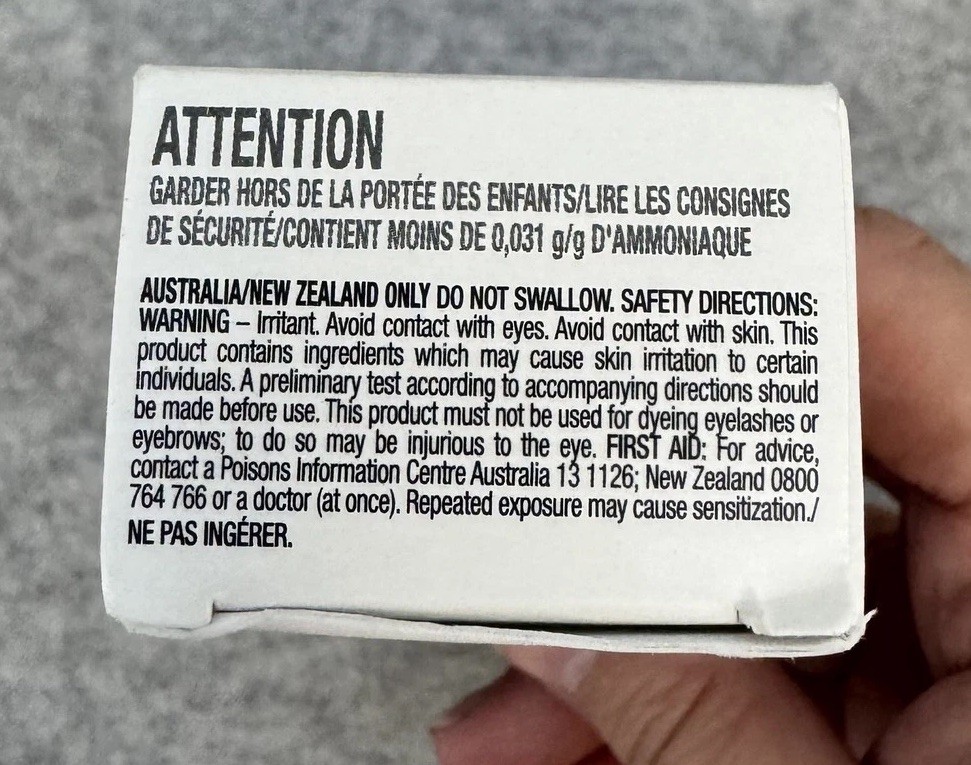 ATTENTION
GARDER HORS DE LA PORTÉE DES ENFANTS/LIRE LES CONSIGNES
DE SÉCURITÉ/CONTIENT MOINS DE 0,031 g/g D'AMMONIAQUE
AUSTRALIA/NEW ZEALAND ONLY DO NOT SWALLOW. SAFETY DIRECTIONS:
WARNING – Irritant. Avoid contact with eyes. Avoid contact with skin. This
product contains ingredients which may cause skin irritation to certain
individuals. A preliminary test according to accompanying directions should
be made before use. This product must not be used for dyeing eyelashes or
eyebrows; to do so may be injurious to the eye. FIRST AID: For advice,
contact a Poisons Information Centre Australia 13 1126; New Zealand 0800
764 766 or a doctor (at once). Repeated exposure may cause sensitization./
NE PAS INGÉRER.